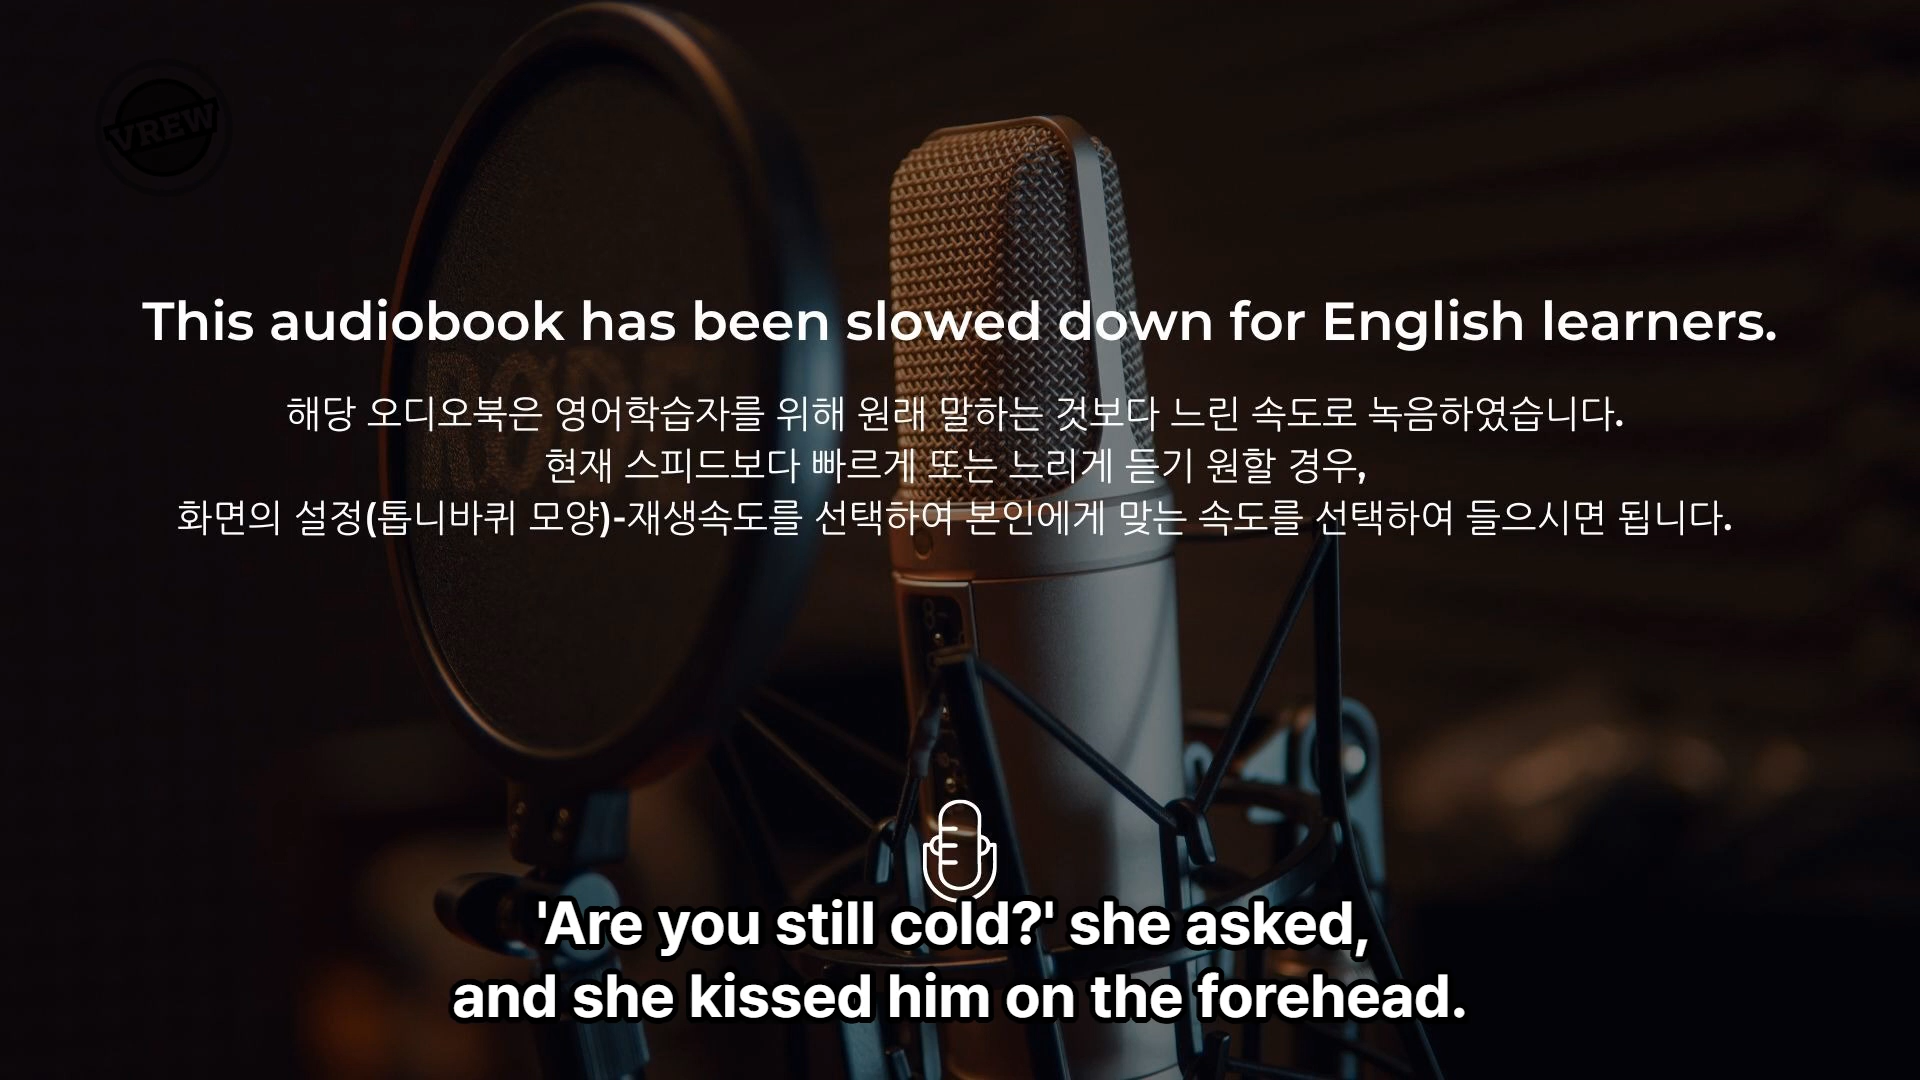 VREW
This audiobook has been slowed down for English learners.
해당 오디오북은 영어학습자를 위해 원래 말하는 것보다 느린 속도로 녹음하였습니다.
현재 스피드보다 빠르게 또는 느리게 듣기 원할 경우,
화면의 설정(톱니바퀴 모양)-재생속도를 선택하여 본인에게 맞는 속도를 선택하여 들으시면 됩니다.
RØDE
'Are you still cold?' she asked,
and she kissed him on the forehead.